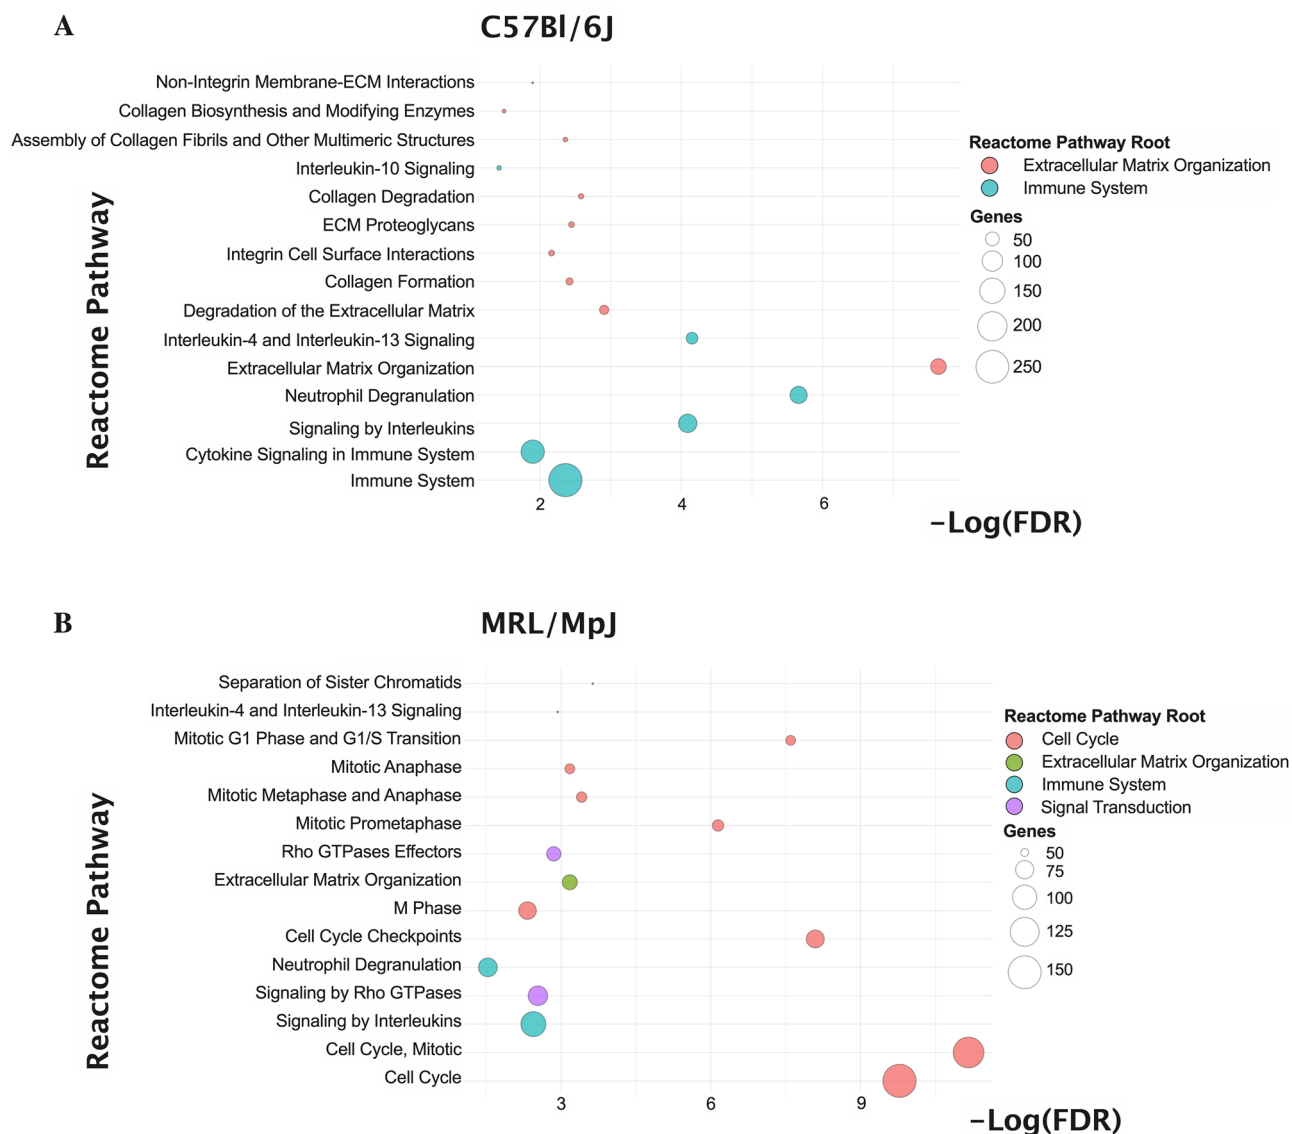 A
C57Bl/6J
Reactome Pathway
Non-Integrin Membrane-ECM Interactions
Collagen Biosynthesis and Modifying Enzymes
Assembly of Collagen Fibrils and Other Multimeric Structures
Interleukin-10 Signaling
Collagen Degradation
ECM Proteoglycans
Integrin Cell Surface Interactions
Collagen Formation
Degradation of the Extracellular Matrix
Interleukin-4 and Interleukin-13 Signaling
Extracellular Matrix Organization
Neutrophil Degranulation
Signaling by Interleukins
Cytokine Signaling in Immune System
Immune System
2 4 6
-Log(FDR)
Reactome Pathway Root
Extracellular Matrix Organization
Immune System
Genes
50
100
150
200
250
B
MRL/MpJ
Reactome Pathway
Separation of Sister Chromatids
Interleukin-4 and Interleukin-13 Signaling
Mitotic G1 Phase and G1/S Transition
Mitotic Anaphase
Mitotic Metaphase and Anaphase
Mitotic Prometaphase
Rho GTPases Effectors
Extracellular Matrix Organization
M Phase
Cell Cycle Checkpoints
Neutrophil Degranulation
Signaling by Rho GTPases
Signaling by Interleukins
Cell Cycle, Mitotic
Cell Cycle
3 6 9
-Log(FDR)
Reactome Pathway Root
Cell Cycle
Extracellular Matrix Organization
Immune System
Signal Transduction
Genes
50
75
100
125
150